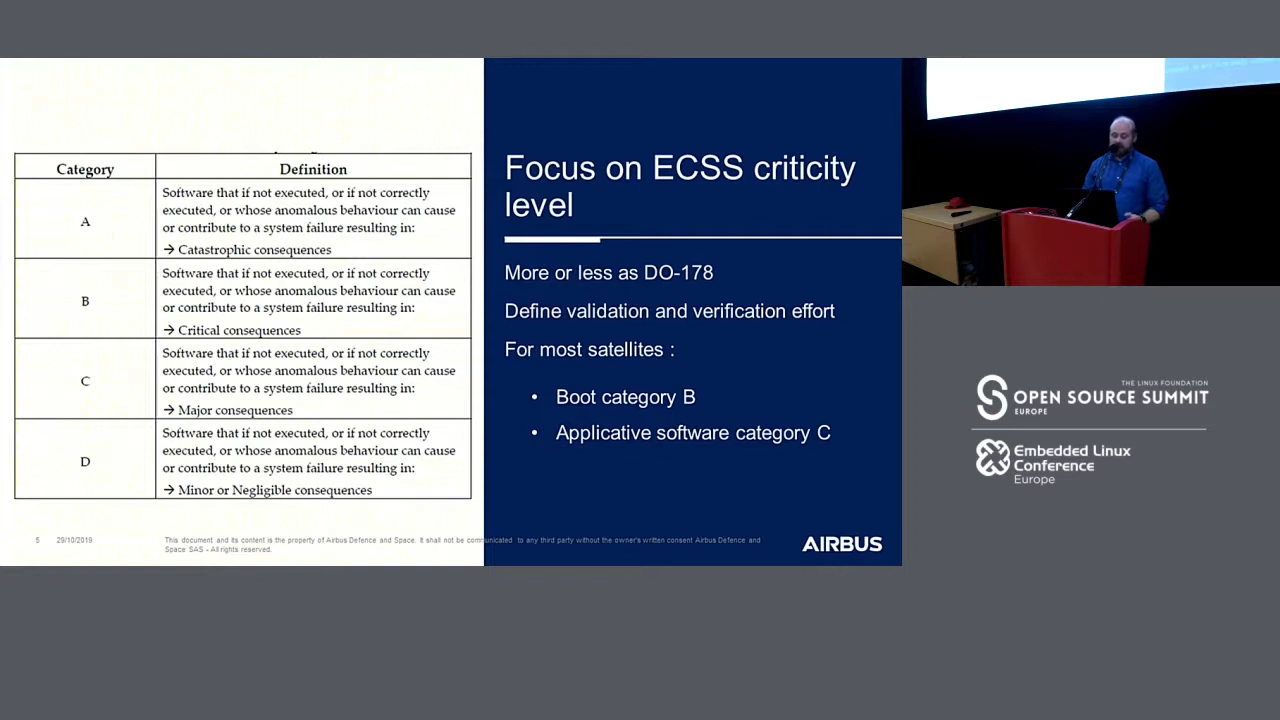 Category Definition
A
Software that if not executed, or if not correctly
executed, or whose anomalous behaviour can cause
or contribute to a system failure resulting in:
→ Catastrophic consequences
B
Software that if not executed, or if not correctly
executed, or whose anomalous behaviour can cause
or contribute to a system failure resulting in:
→ Critical consequences
C
Software that if not executed, or if not correctly
executed, or whose anomalous behaviour can cause
or contribute to a system failure resulting in:
→ Major consequences
D
Software that if not executed, or if not correctly
executed, or whose anomalous behaviour can cause
or contribute to a system failure resulting in:
→ Minor or Negligible consequences
Focus on ECSS criticity
level
More or less as DO-178
Define validation and verification effort
For most satellites :
• Boot category B
• Applicative software category C
5 29/10/2019
This document and its content is the property of Airbus Defence and Space. It shall not be communicated to any third party without the owner's written consent Airbus Defence and
Space SAS - All rights reserved.
AIRBUS
THE LINUX FOUNDATION
OPEN SOURCE SUMMIT
EUROPE
Embedded Linux
Conference
Europe